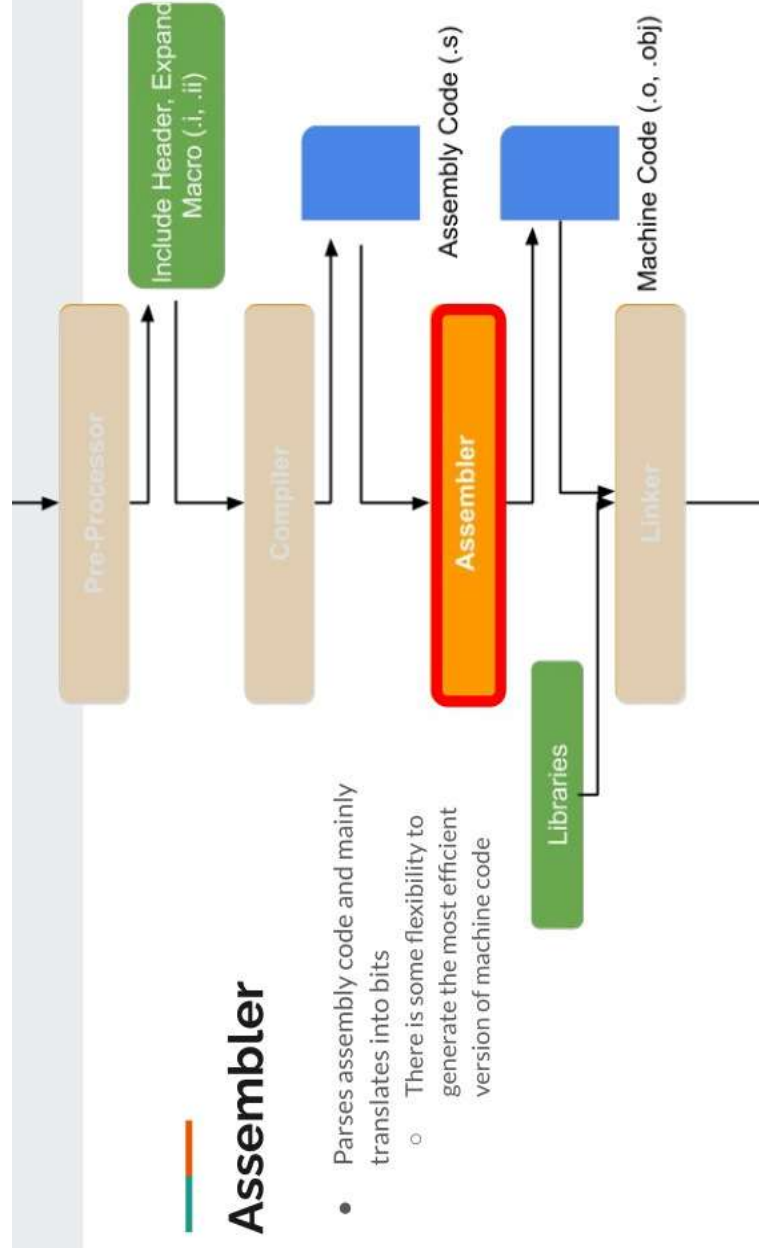 Assembler
● Parses assembly code and mainly
translates into bits
○ There is some flexibility to
generate the most efficient
version of machine code
Pre-Processor
Include Header, Expand
Macro (.i, .ii)
Compiler
Assembly Code (.s)
Assembler
Libraries
Machine Code (.o, .obj)
Linker